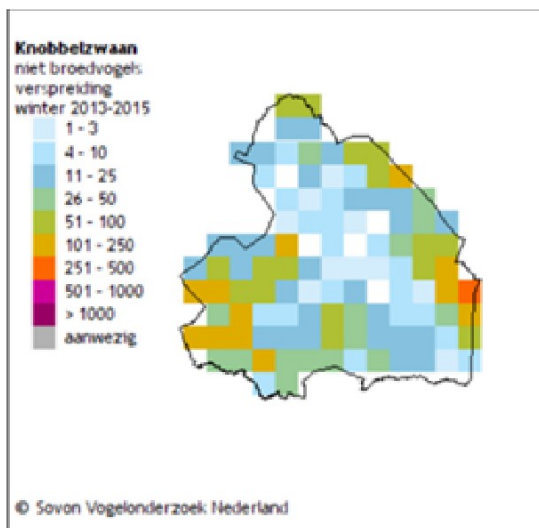 Knobbelzwaan
niet broedvogels
verspreiding
winter 2013-2015
1 - 3
4 - 10
11 - 25
26 - 50
51 - 100
101 - 250
251 - 500
501 - 1000
> 1000
aanwezig
© Sovon Vogelonderzoek Nederland